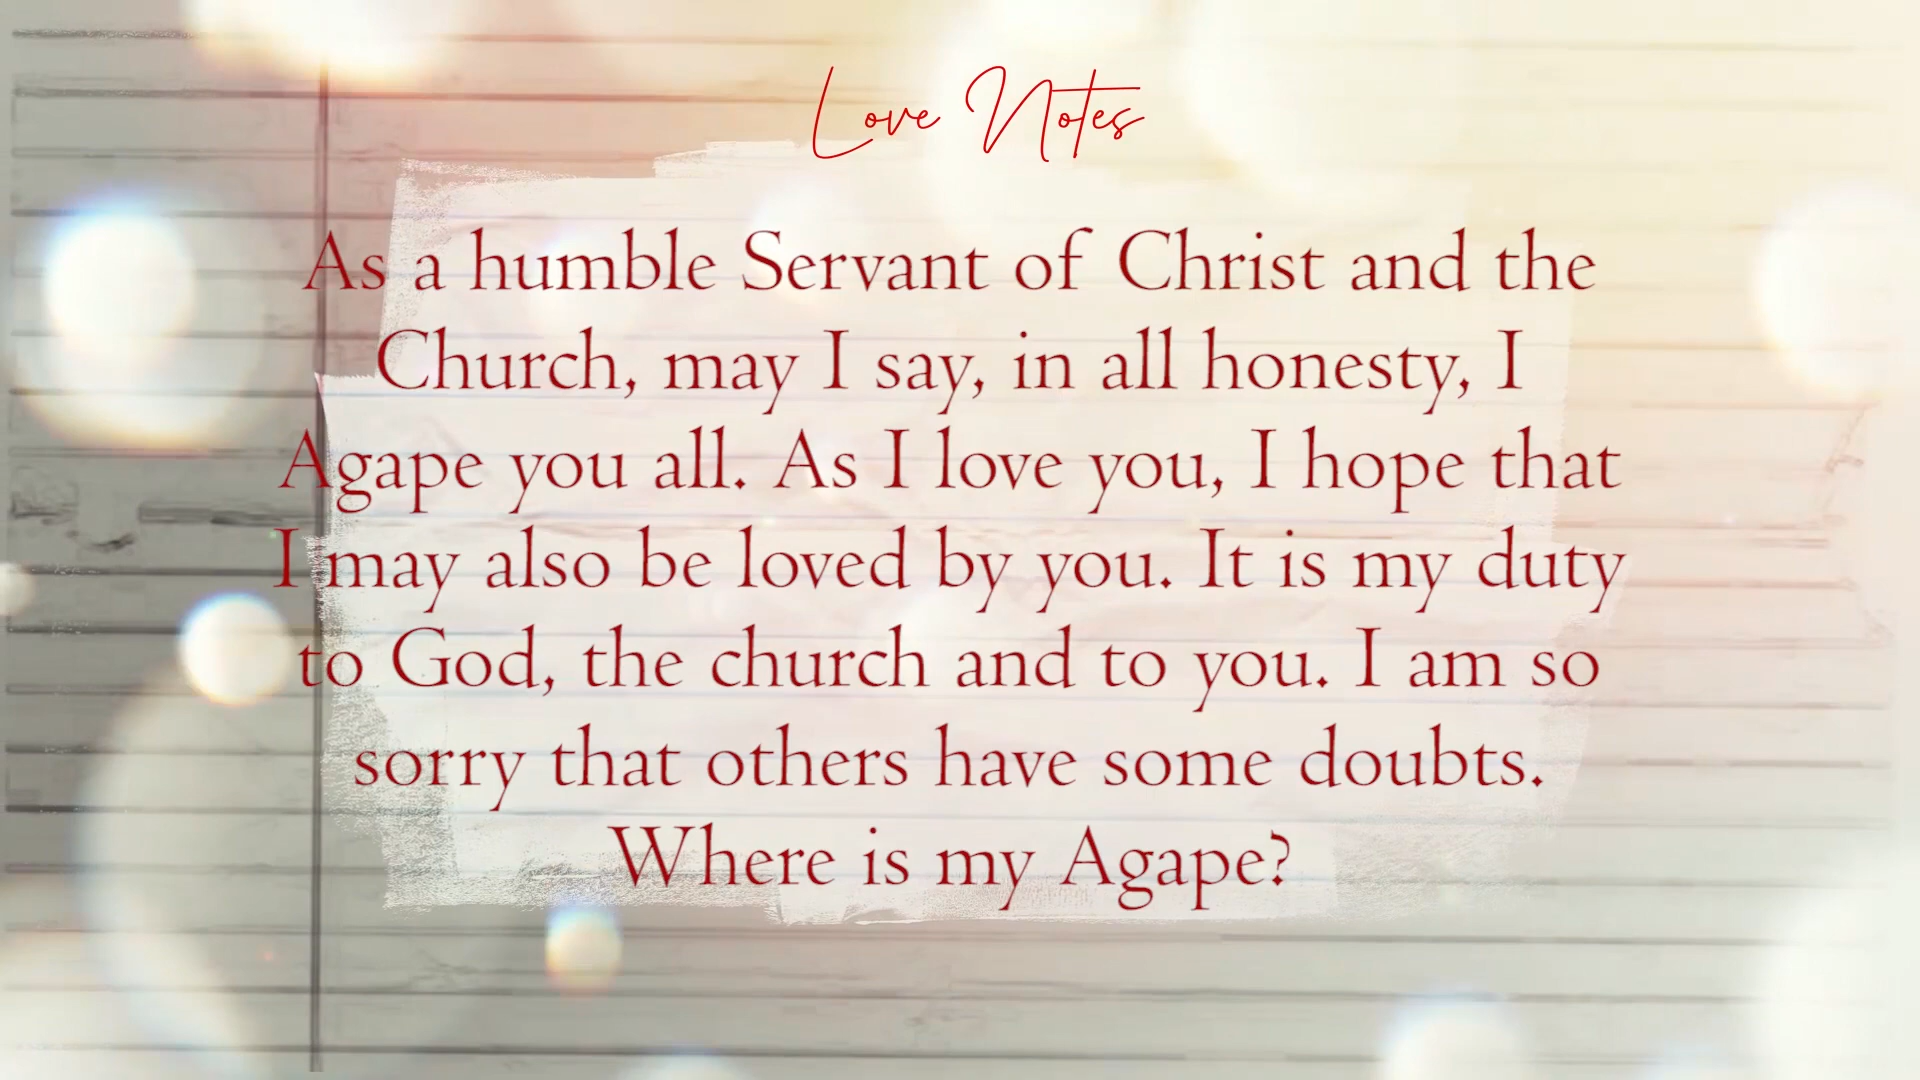 Love Notes
As a humble Servant of Christ and the
Church, may I say, in all honesty, I
Agape you all. As I love you, I hope that
I may also be loved by you. It is my duty
to God, the church and to you. I am so
sorry that others have some doubts.
Where is my Agape?